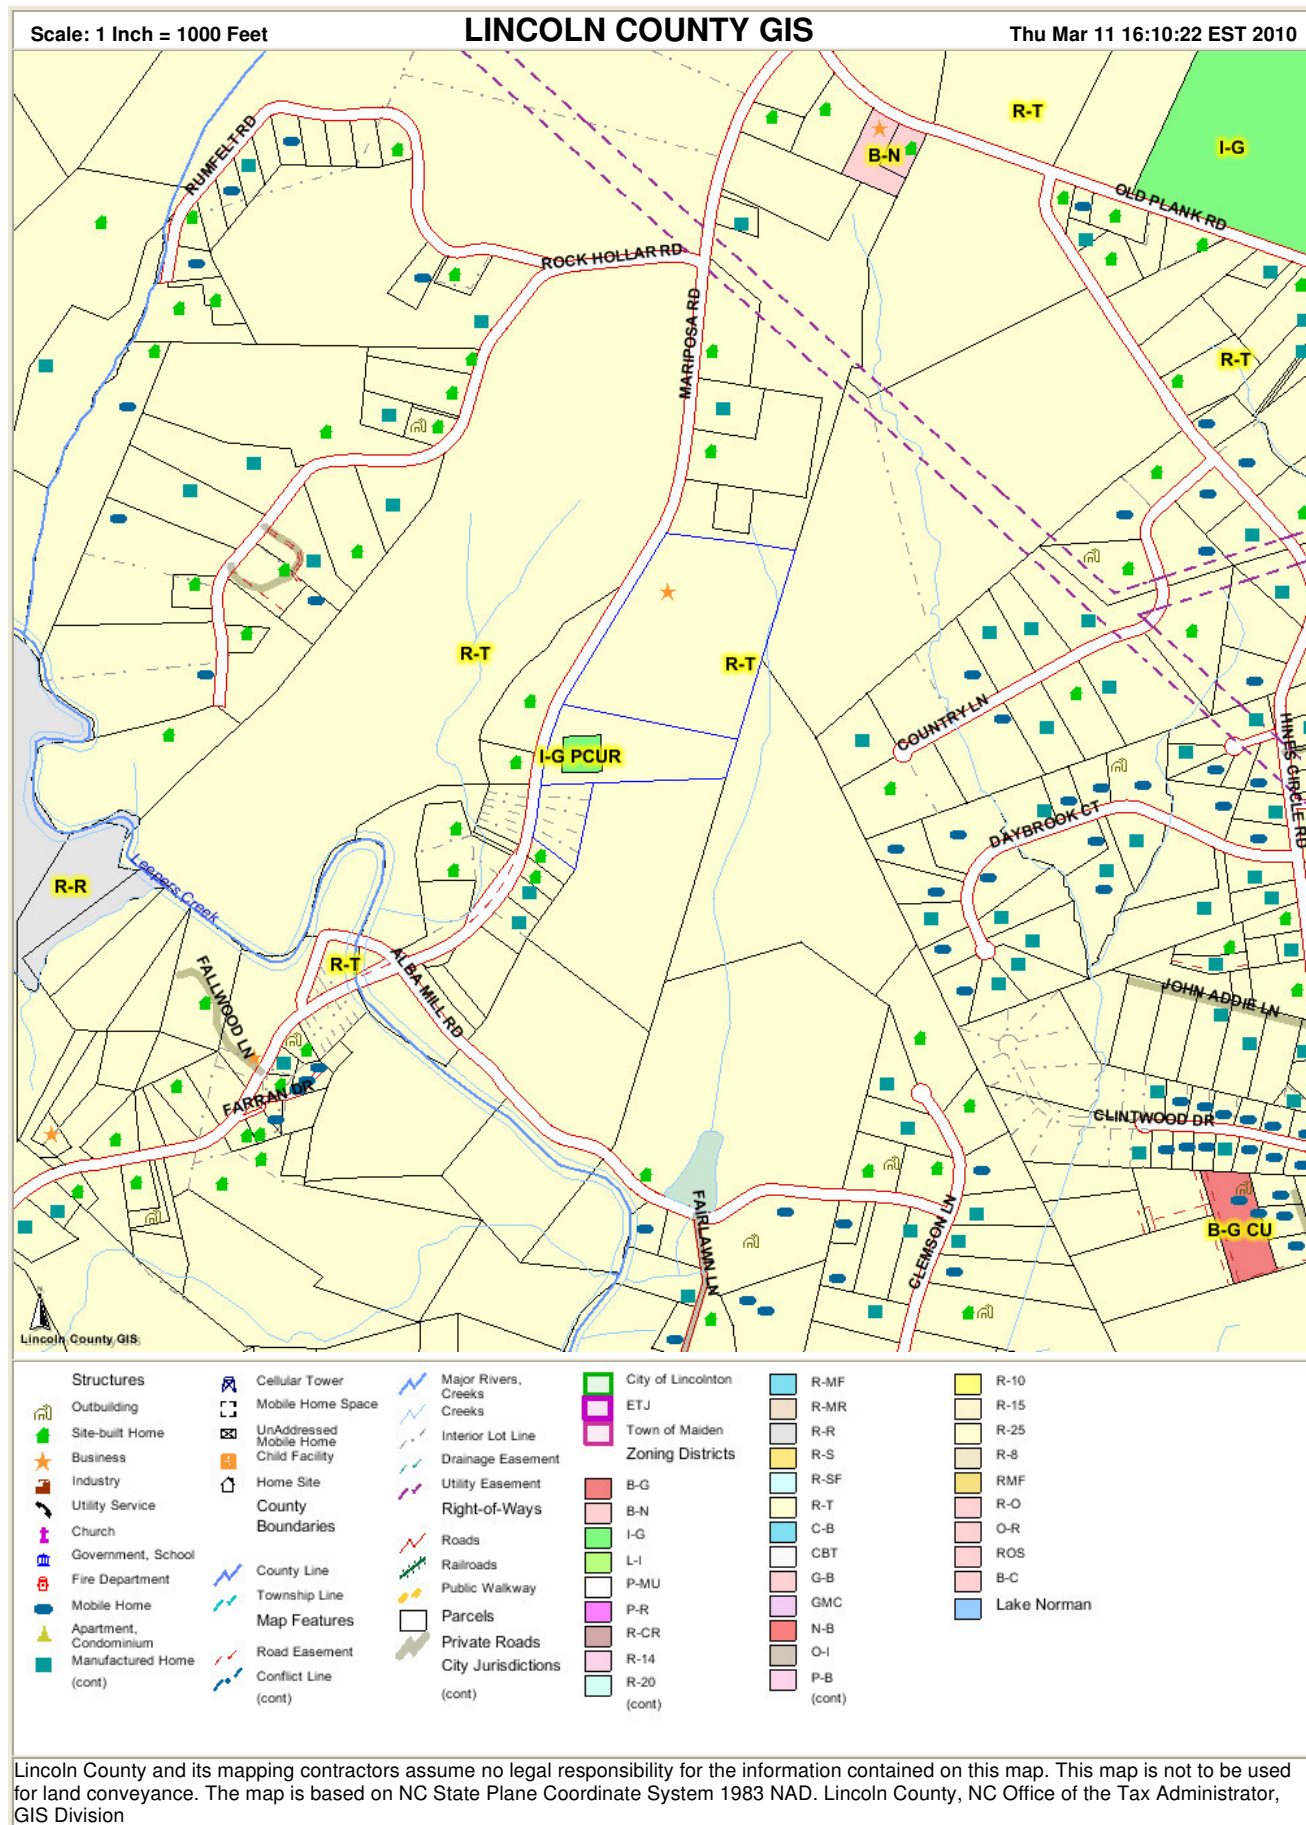 Scale: 1 Inch = 1000 Feet
LINCOLN COUNTY GIS
Thu Mar 11 16:10:22 EST 2010
R-T
I-G
B-N
RUMFELT RD
OLD PLANK RD
ROCK HOLLAR RD
MARIPOSA RD
R-T
R-T
R-T
COUNTRY LN
HINES CIRCLE RD
I-G PCUR
DAYBROOK CT
R-R
Leepers Creek
R-T
FALLWOOD LN
ALBA MILL RD
JOHN ADDIE LN
FARRAN DR
CLINTWOOD DR
FAIRLAWN LN
CLEMSON LN
B-G CU
Lincoln County GIS
Structures
Outbuilding
Site-built Home
Business
Industry
Utility Service
Church
Government, School
Fire Department
Mobile Home
Apartment,
Condominium
Manufactured Home
(cont)
Cellular Tower
Mobile Home Space
UnAddressed
Mobile Home
Child Facility
Home Site
County
Boundaries
County Line
Township Line
Map Features
Road Easement
Conflict Line
(cont)
Major Rivers,
Creeks
Creeks
Interior Lot Line
Drainage Easement
Utility Easement
Right-of-Ways
Roads
Railroads
Public Walkway
Parcels
Private Roads
City Jurisdictions
(cont)
City of Lincolnton
ETJ
Town of Maiden
Zoning Districts
B-G
B-N
I-G
L-I
P-MU
P-R
R-CR
R-14
R-20
(cont)
R-MF
R-MR
R-R
R-S
R-SF
R-T
C-B
CBT
G-B
GMC
N-B
O-I
P-B
(cont)
R-10
R-15
R-25
R-8
RMF
R-O
O-R
ROS
B-C
Lake Norman
Lincoln County and its mapping contractors assume no legal responsibility for the information contained on this map. This map is not to be used
for land conveyance. The map is based on NC State Plane Coordinate System 1983 NAD. Lincoln County, NC Office of the Tax Administrator,
GIS Division